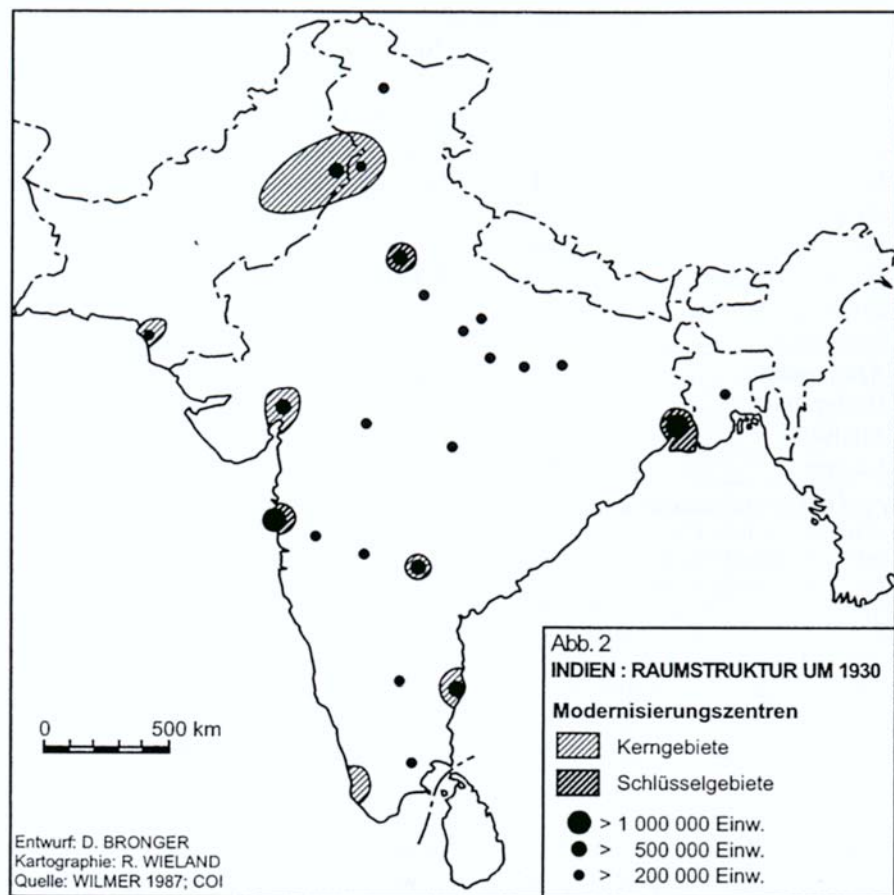 Abb. 2
INDIEN : RAUMSTRUKTUR UM 1930
Modernisierungszentren
Kerngebiete
Schlüsselgebiete
> 1 000 000 Einw.
> 500 000 Einw.
> 200 000 Einw.
0 500 km
Entwurf: D. BRONGER
Kartographie: R. WIELAND
Quelle: WILMER 1987; COI